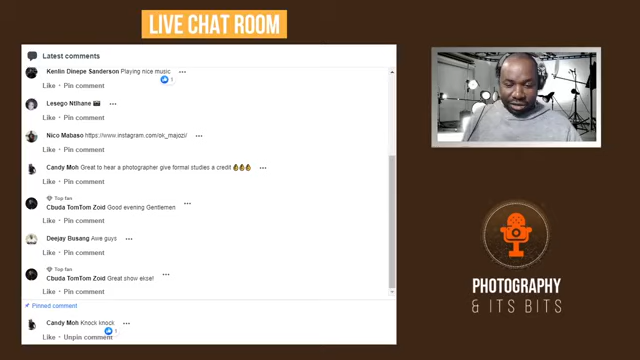 LIVE CHAT ROOM
Latest comments
Kenlin Dinepe Sanderson Playing nice music
1
Like · Pin comment
Lesego Ntlhane
Like · Pin comment
Nico Mabaso https://www.instagram.com/ok_majozi/
Like · Pin comment
Candy Moh Great to hear a photographer give formal studies a credit
Like · Pin comment
Top fan
Cbuda TomTom Zoid Good evening Gentlemen
Like · Pin comment
Deejay Busang Awe guys
Like · Pin comment
Top fan
Cbuda TomTom Zoid Great show ekse!
Like · Pin comment
Pinned comment
Candy Moh Knock knock
1
Like · Unpin comment
PHOTOGRAPHY
& ITS BITS